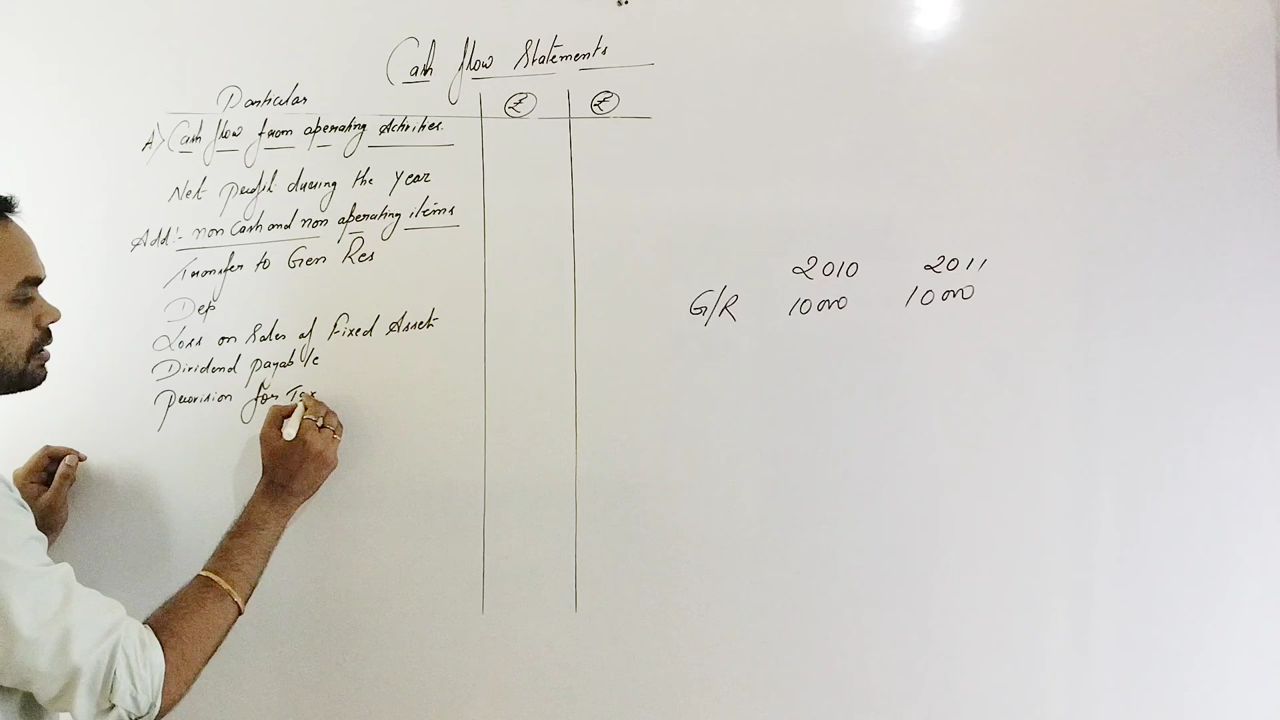 Cash flow Statements
Particular ₹ ₹
A) Cash flow from operating Activities.
Net profit during the Year
Add:- non Cash and non operating items
Transfer to Gen Res
Dep
Loss on Sales of Fixed Asset
Dividend payable
provision for Tax
2010 2011
G/R 10000 10000